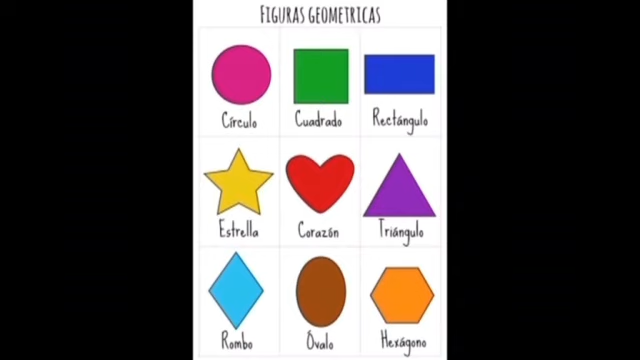 FIGURAS GEOMETRICAS
Círculo Cuadrado Rectángulo
Estrella Corazón Triángulo
Rombo Óvalo Hexágono